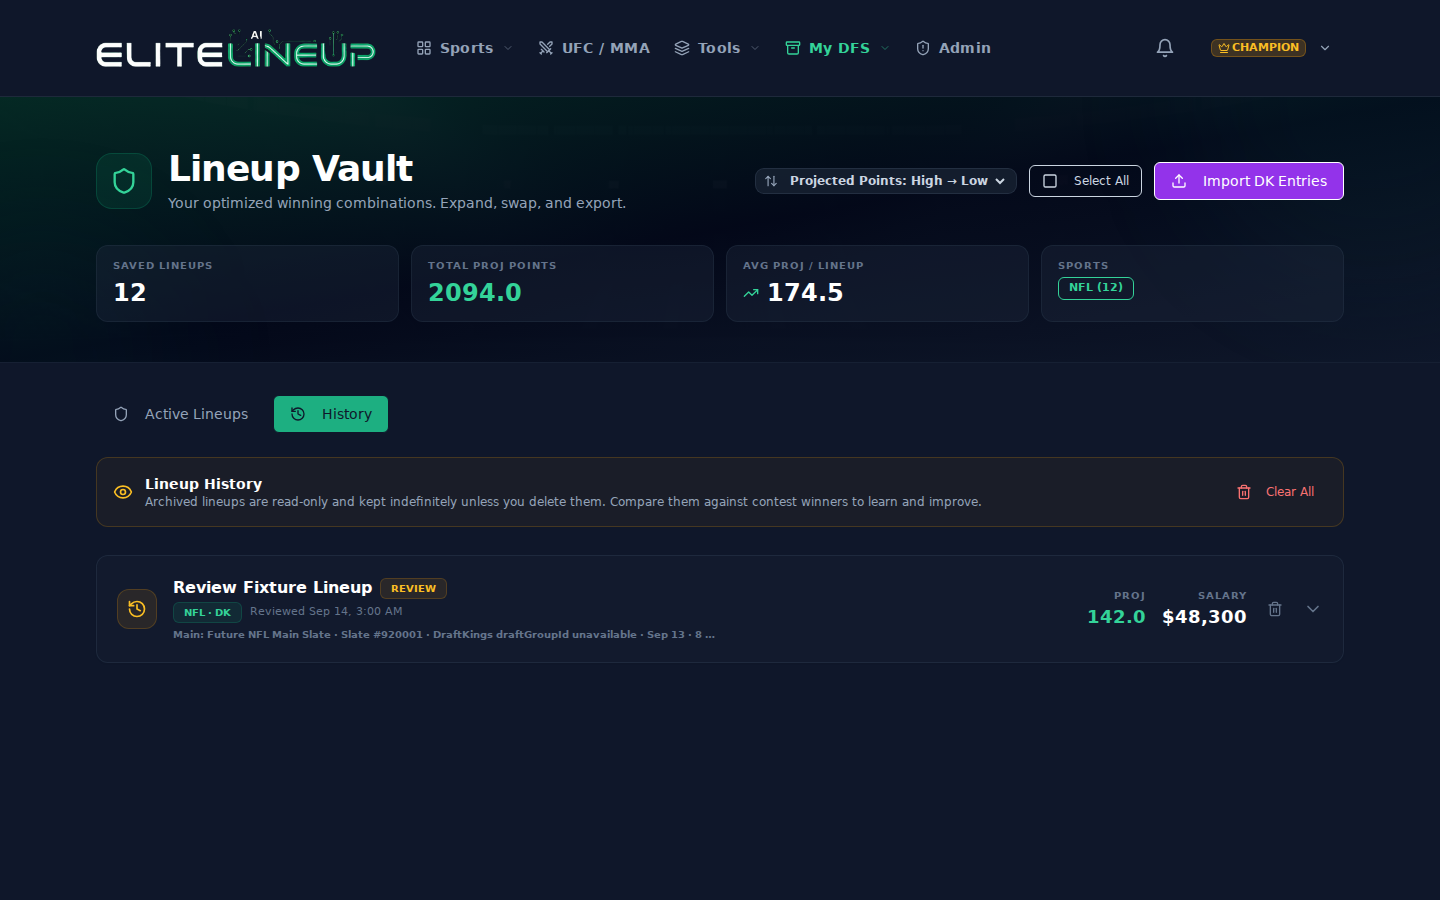 ELITELINEUP AI
Sports
UFC / MMA
Tools
My DFS
Admin
CHAMPION
Lineup Vault
Your optimized winning combinations. Expand, swap, and export.
Projected Points: High → Low
Select All
Import DK Entries
SAVED LINEUPS
12
TOTAL PROJ POINTS
2094.0
AVG PROJ / LINEUP
174.5
SPORTS
NFL (12)
Active Lineups
History
Lineup History
Archived lineups are read-only and kept indefinitely unless you delete them. Compare them against contest winners to learn and improve.
Clear All
Review Fixture Lineup REVIEW
NFL · DK Reviewed Sep 14, 3:00 AM
Main: Future NFL Main Slate · Slate #920001 · DraftKings draftGroupId unavailable · Sep 13 · 8 …
PROJ
142.0
SALARY
$48,300